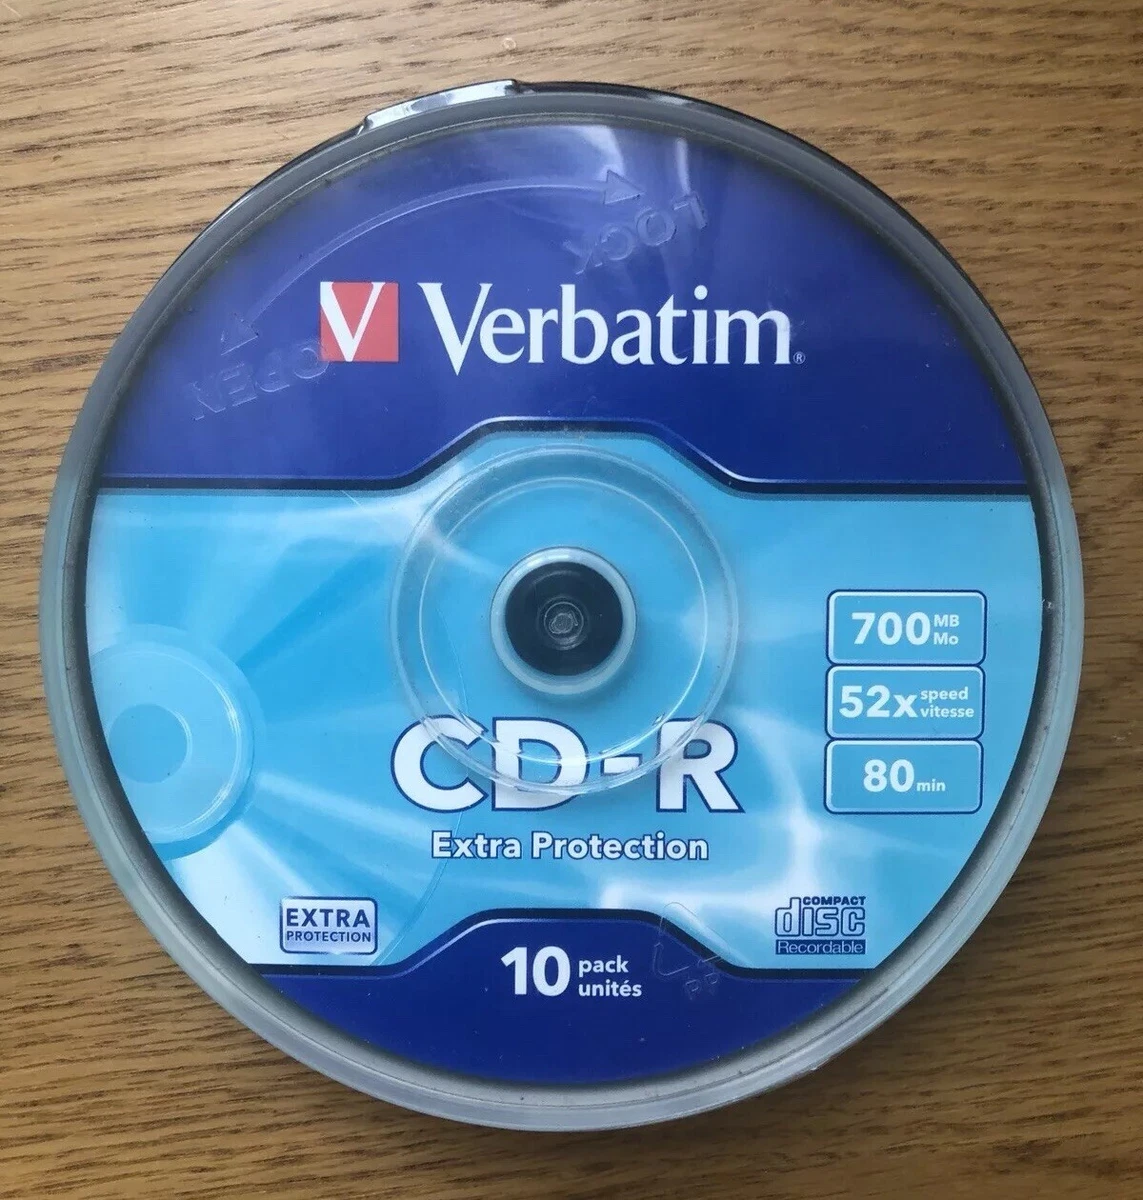 LOCK
OPEN
V Verbatim®
700 MB
Mo
52x speed
vitesse
80 min
CD-R
Extra Protection
EXTRA
PROTECTION
COMPACT
disc
Recordable
10 pack
unités
PP